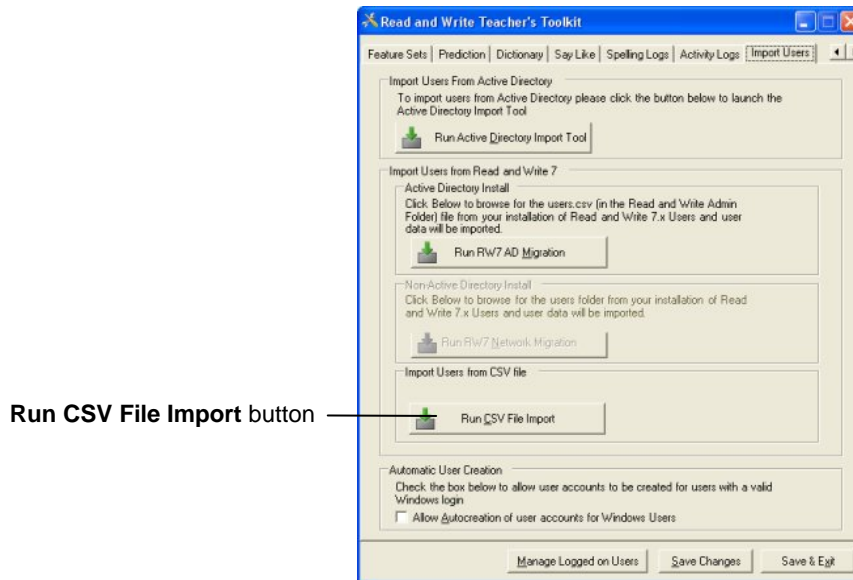 Read and Write Teacher's Toolkit
Feature Sets Prediction Dictionary Say Like Spelling Logs Activity Logs Import Users
Import Users From Active Directory
To import users from Active Directory please click the button below to launch the
Active Directory Import Tool
Run Active Directory Import Tool
Import Users from Read and Write 7
Active Directory Install
Click Below to browse for the users.csv (in the Read and Write Admin
Folder) file from your installation of Read and Write 7.x Users and user
data will be imported.
Run RW7 AD Migration
Non-Active Directory Install
Click Below to browse for the users folder from your installation of Read
and Write 7.x Users and user data will be imported.
Run RW7 Network Migration
Import Users from CSV file
Run CSV File Import button
Run CSV File Import
Automatic User Creation
Check the box below to allow user accounts to be created for users with a valid
Windows login
Allow Autocreation of user accounts for Windows Users
Manage Logged on Users Save Changes Save & Exit